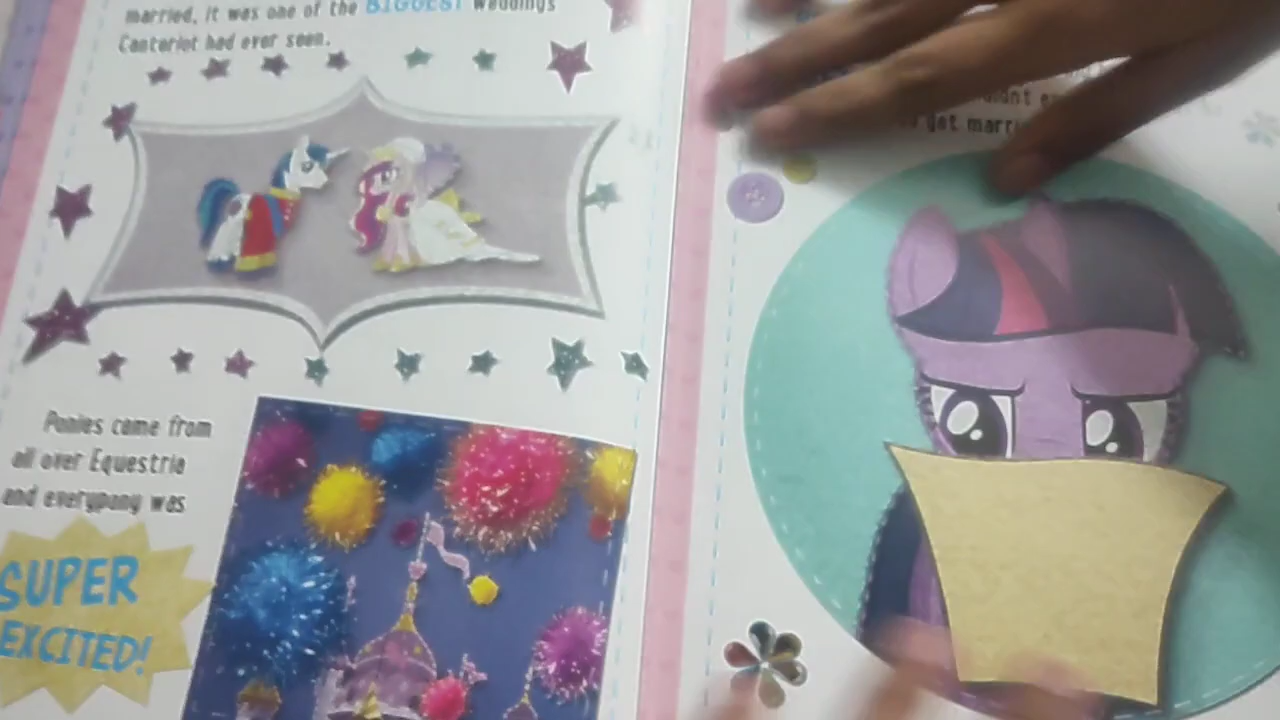 married, it was one of the BIGGEST weddings
Canterlot had ever seen.
Ponies came from
all over Equestria
and everypony was
SUPER
EXCITED!
get